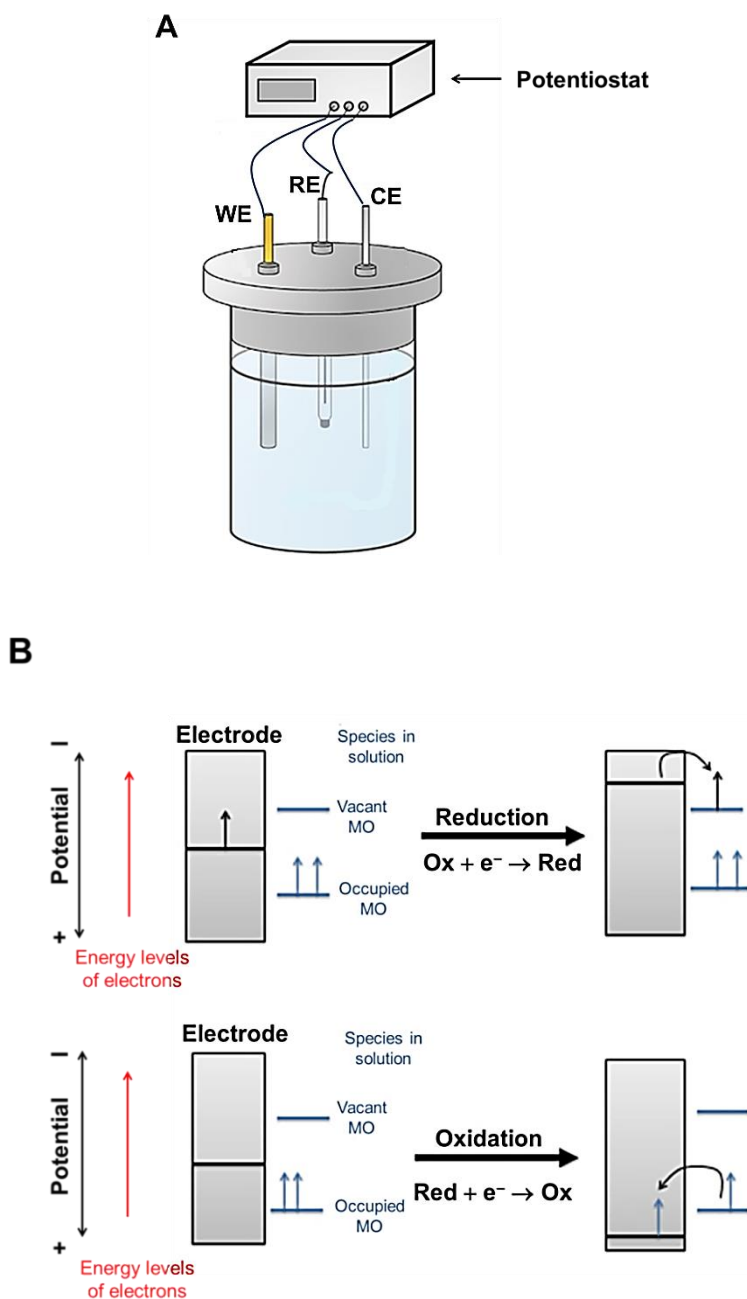 A
Potentiostat
RE
CE
WE
B
Electrode
Species in
solution
Potential
−
+
Vacant
MO
Occupied
MO
Energy levels
of electrons
Reduction
Ox + e⁻ → Red
Electrode
Species in
solution
Potential
−
+
Vacant
MO
Occupied
MO
Energy levels
of electrons
Oxidation
Red + e⁻ → Ox